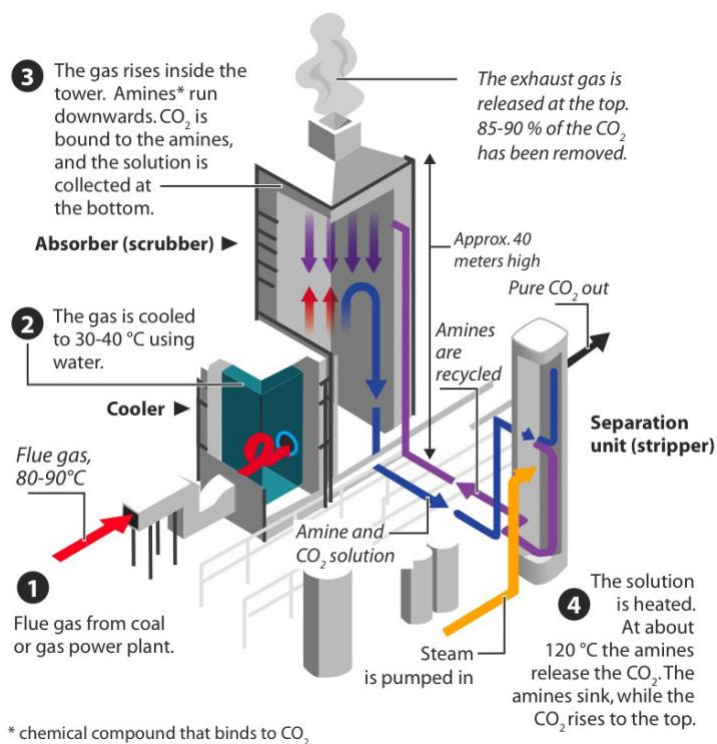 3
The gas rises inside the
tower. Amines* run
downwards. CO₂ is
bound to the amines,
and the solution is
collected at
the bottom.
The exhaust gas is
released at the top.
85-90 % of the CO₂
has been removed.
Absorber (scrubber) ►
Approx. 40
meters high
Pure CO₂ out
2
The gas is cooled
to 30-40 °C using
water.
Amines
are
recycled
Cooler ►
Separation
unit (stripper)
Flue gas,
80-90°C
Amine and
CO₂ solution
1
Flue gas from coal
or gas power plant.
Steam
is pumped in
4
The solution
is heated.
At about
120 °C the amines
release the CO₂. The
amines sink, while the
CO₂ rises to the top.
* chemical compound that binds to CO₂